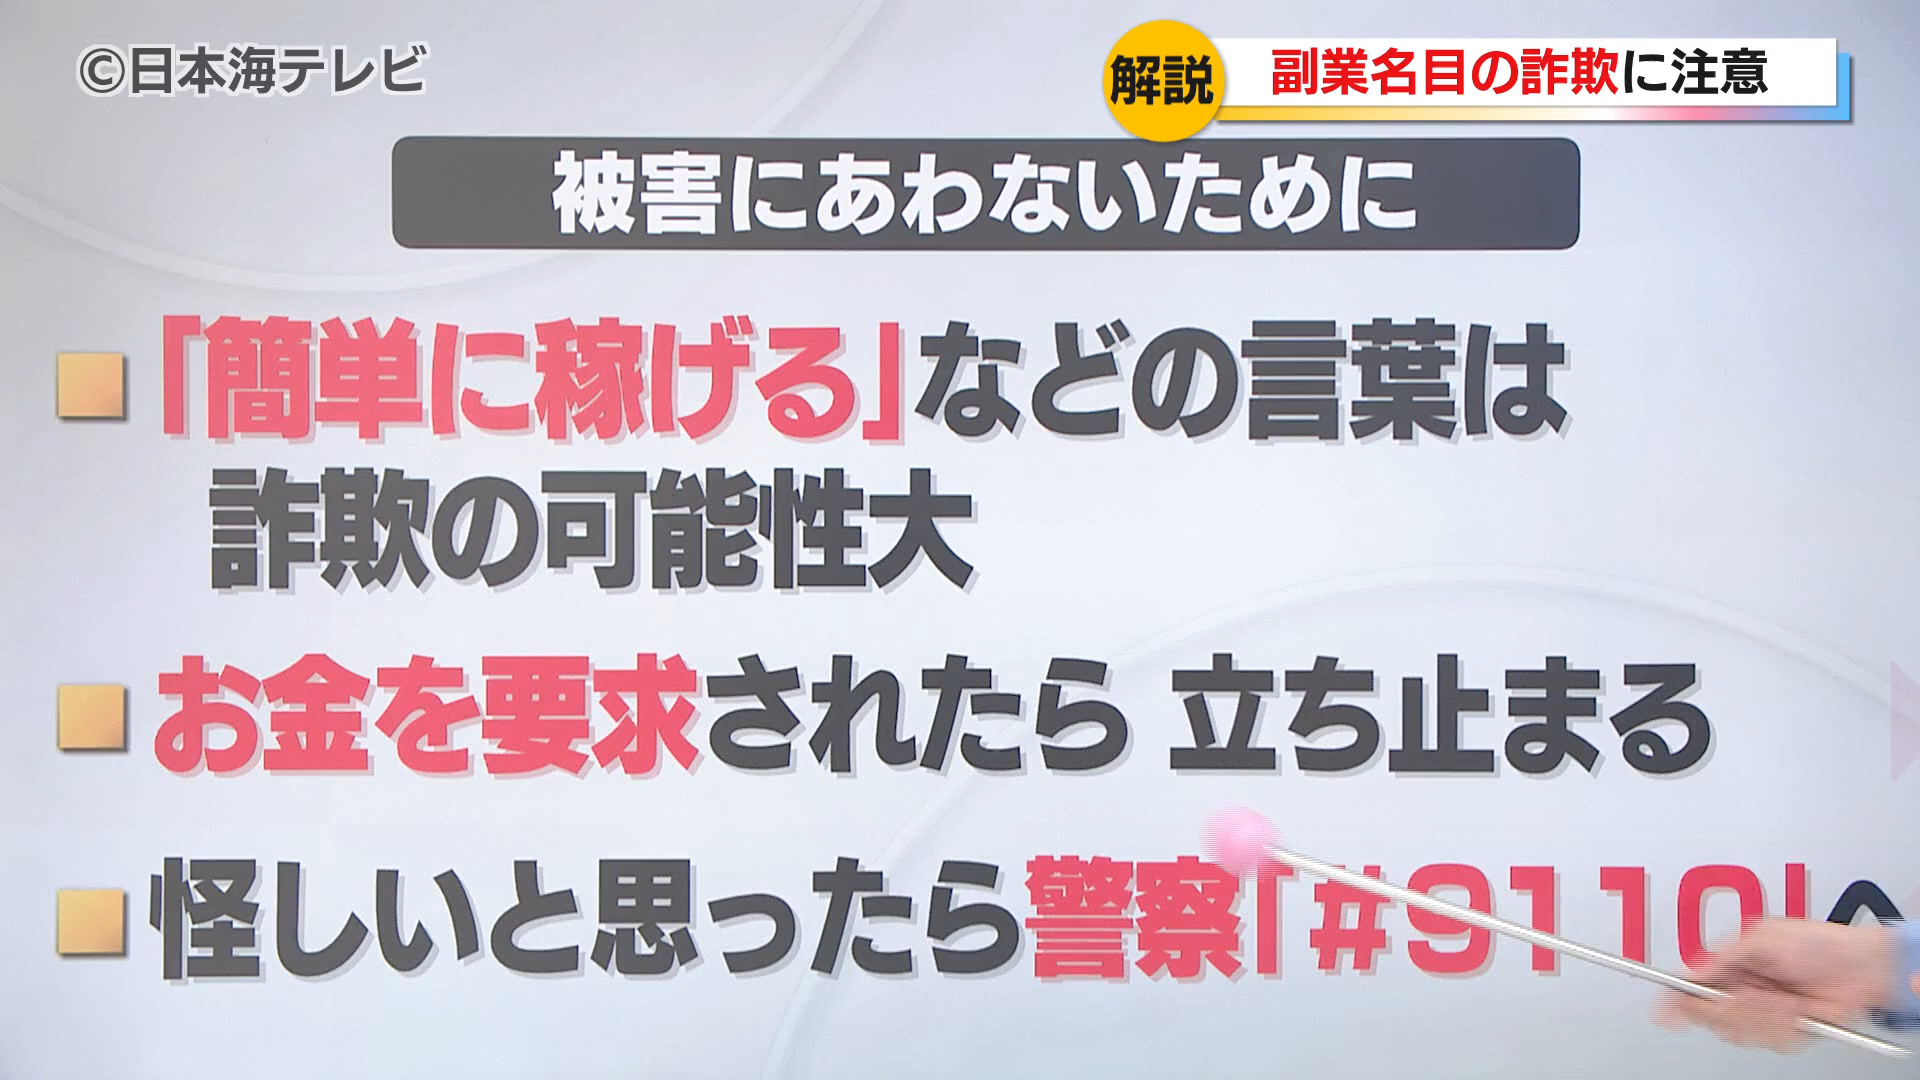 ©日本海テレビ
解説 副業名目の詐欺に注意
被害にあわないために
「簡単に稼げる」などの言葉は
詐欺の可能性大
お金を要求されたら 立ち止まる
怪しいと思ったら警察「#9110」へ